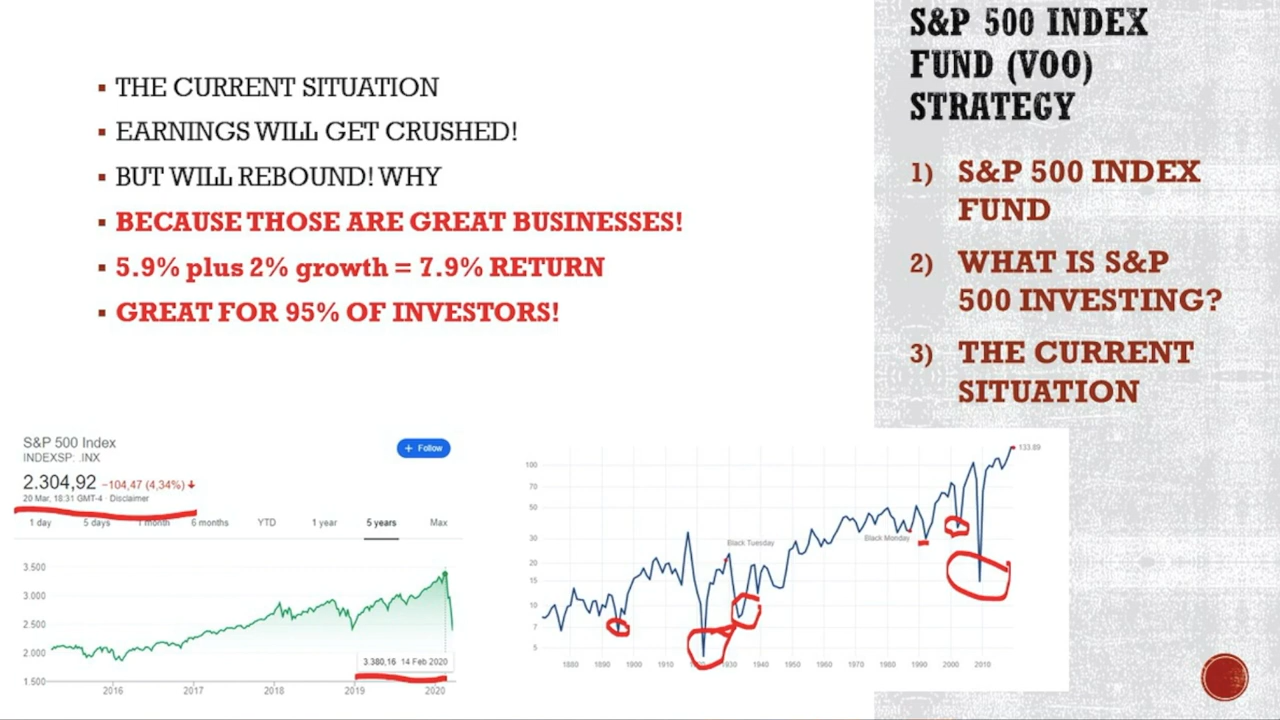 THE CURRENT SITUATION
EARNINGS WILL GET CRUSHED!
BUT WILL REBOUND! WHY
BECAUSE THOSE ARE GREAT BUSINESSES!
5.9% plus 2% growth = 7.9% RETURN
GREAT FOR 95% OF INVESTORS!
S&P 500 INDEX
FUND (VOO)
STRATEGY
1) S&P 500 INDEX
FUND
2) WHAT IS S&P
500 INVESTING?
3) THE CURRENT
SITUATION
S&P 500 Index
INDEXSP: .INX
+ Follow
2.304,92 −104,47 (4,34%)
20 Mar, 18:31 GMT-4 · Disclaimer
1 day 5 days 1 month 6 months YTD 1 year 5 years Max
3.500
3.000
2.500
2.000
1.500
3.380,16 14 Feb 2020
2016 2017 2018 2019 2020
133.89
100
70
50
30
20
15
10
7
5
Black Tuesday
Black Monday
1880 1890 1900 1910 1930 1940 1950 1960 1970 1980 1990 2000 2010